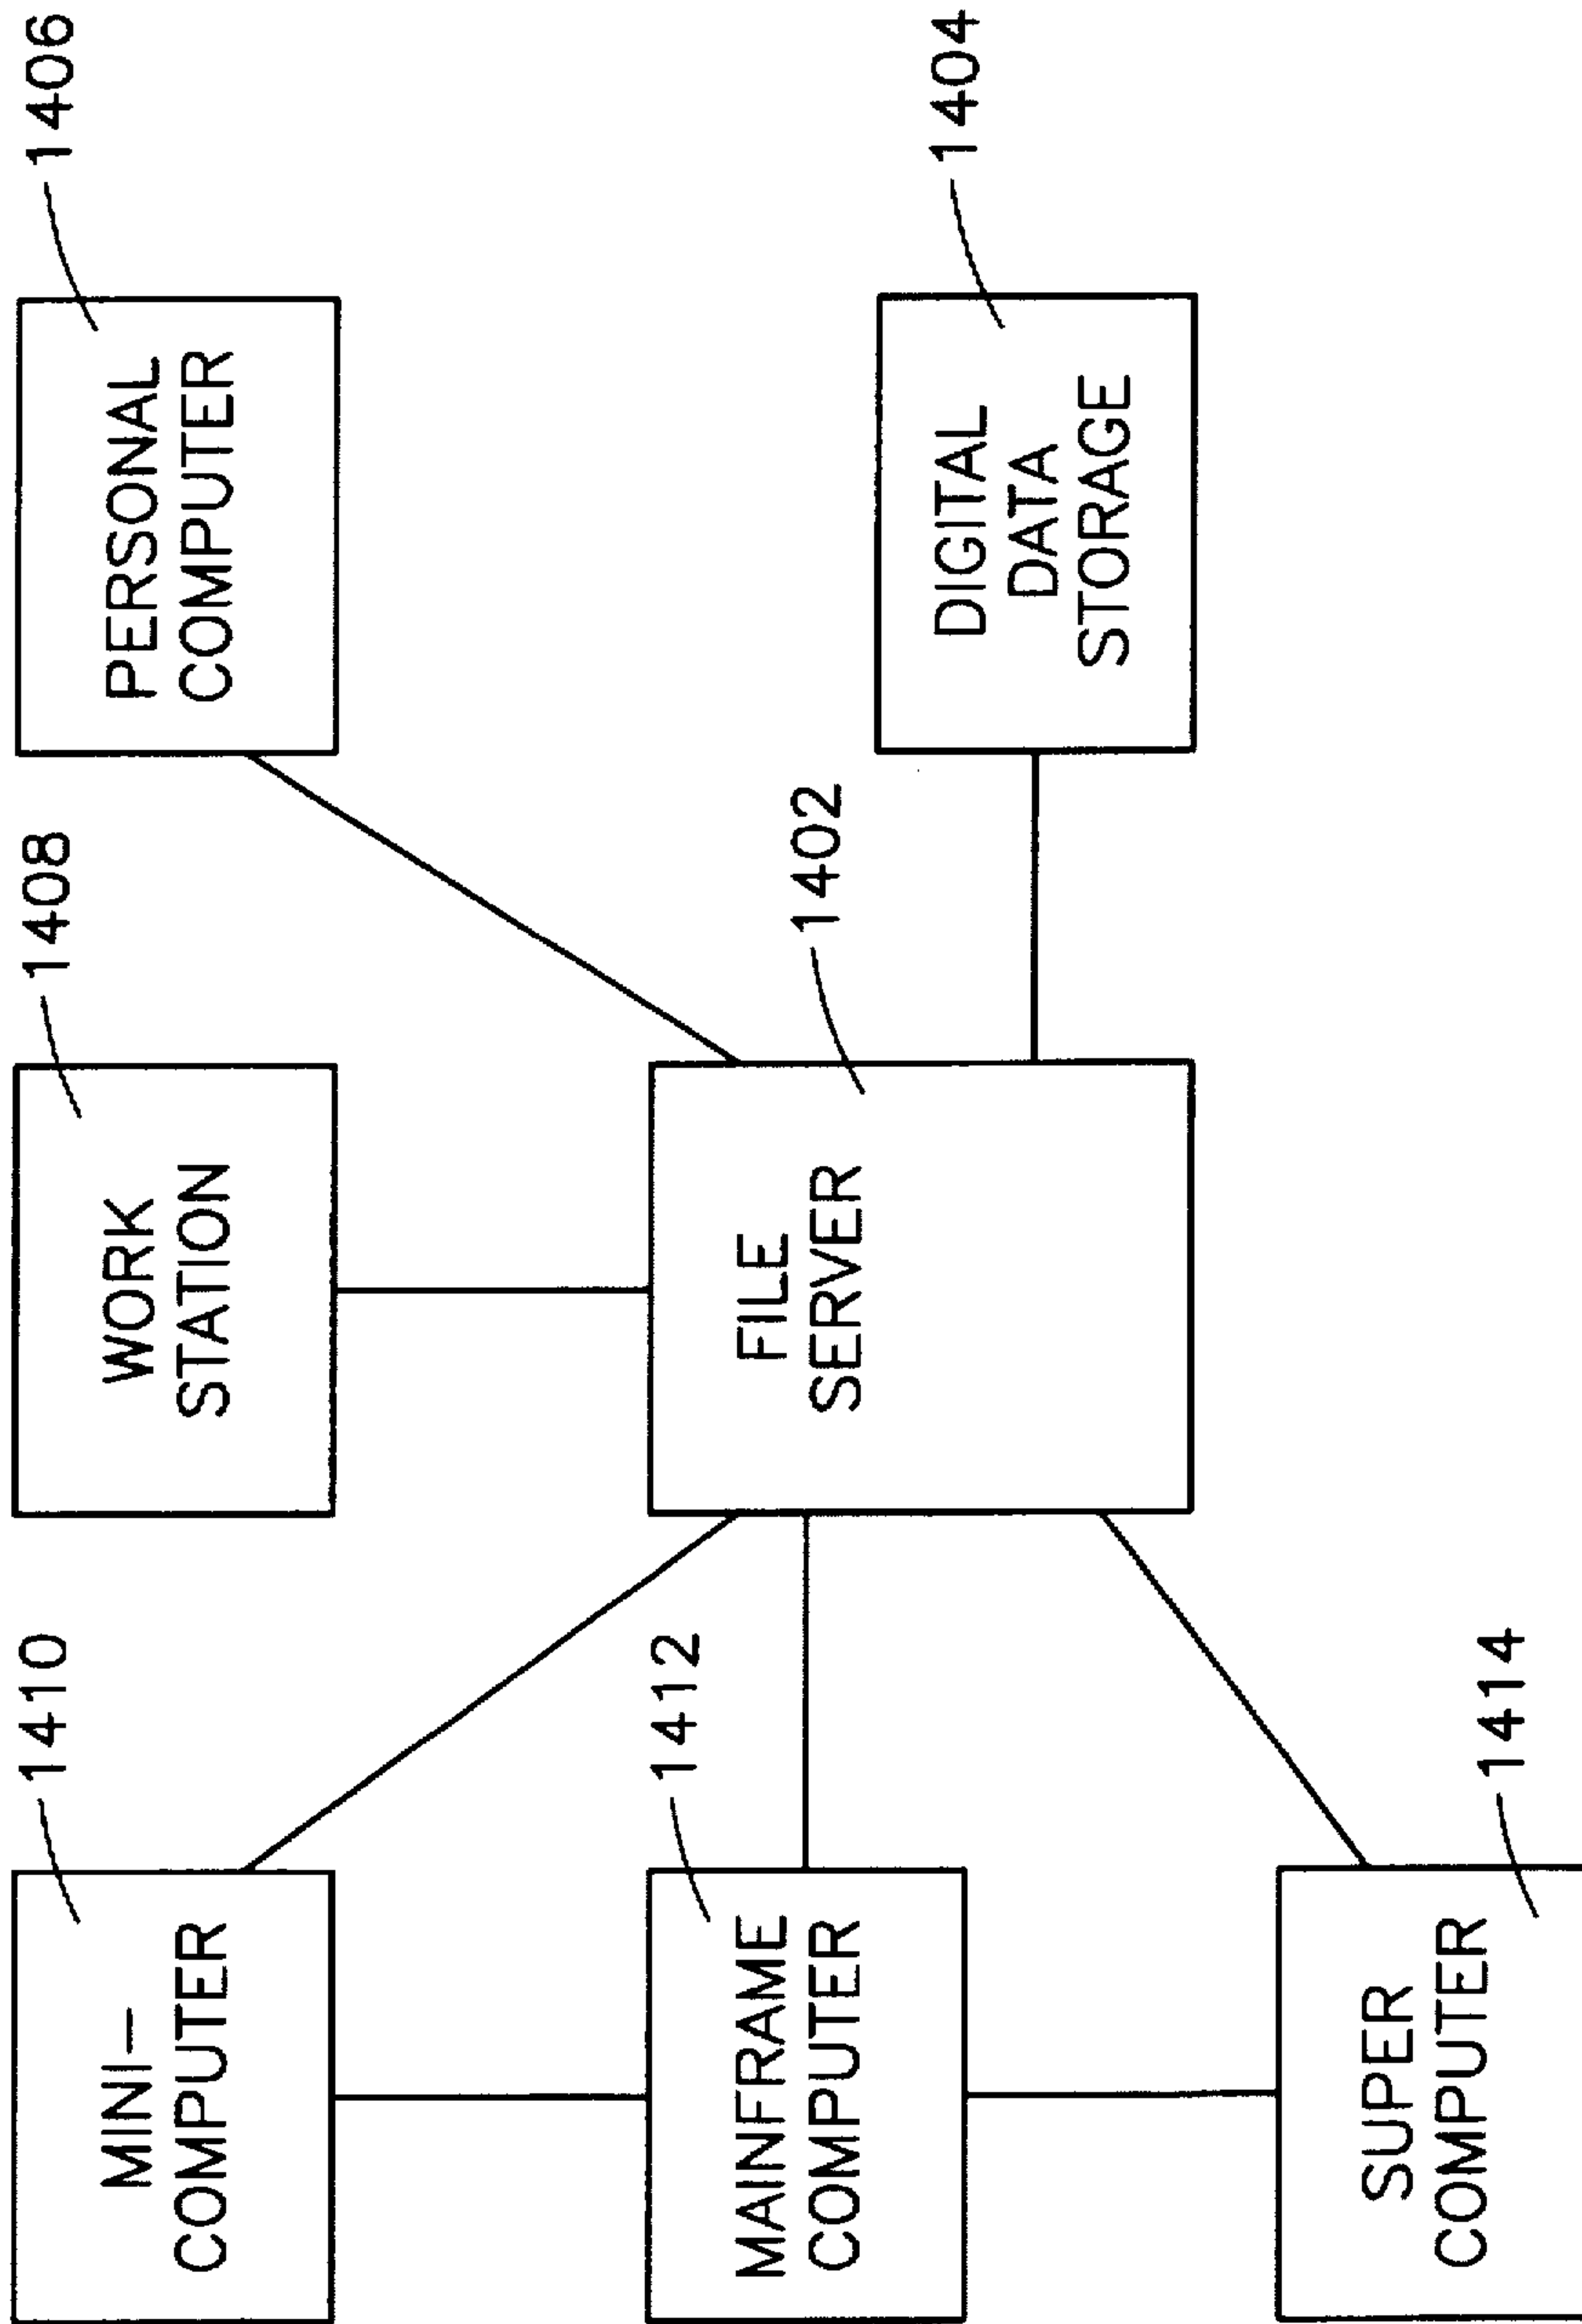 1410
MINI-
COMPUTER
1408
WORK
STATION
1406
PERSONAL
COMPUTER
1412
MAINFRAME
COMPUTER
1402
FILE
SERVER
1404
DIGITAL
DATA
STORAGE
1414
SUPER
COMPUTER